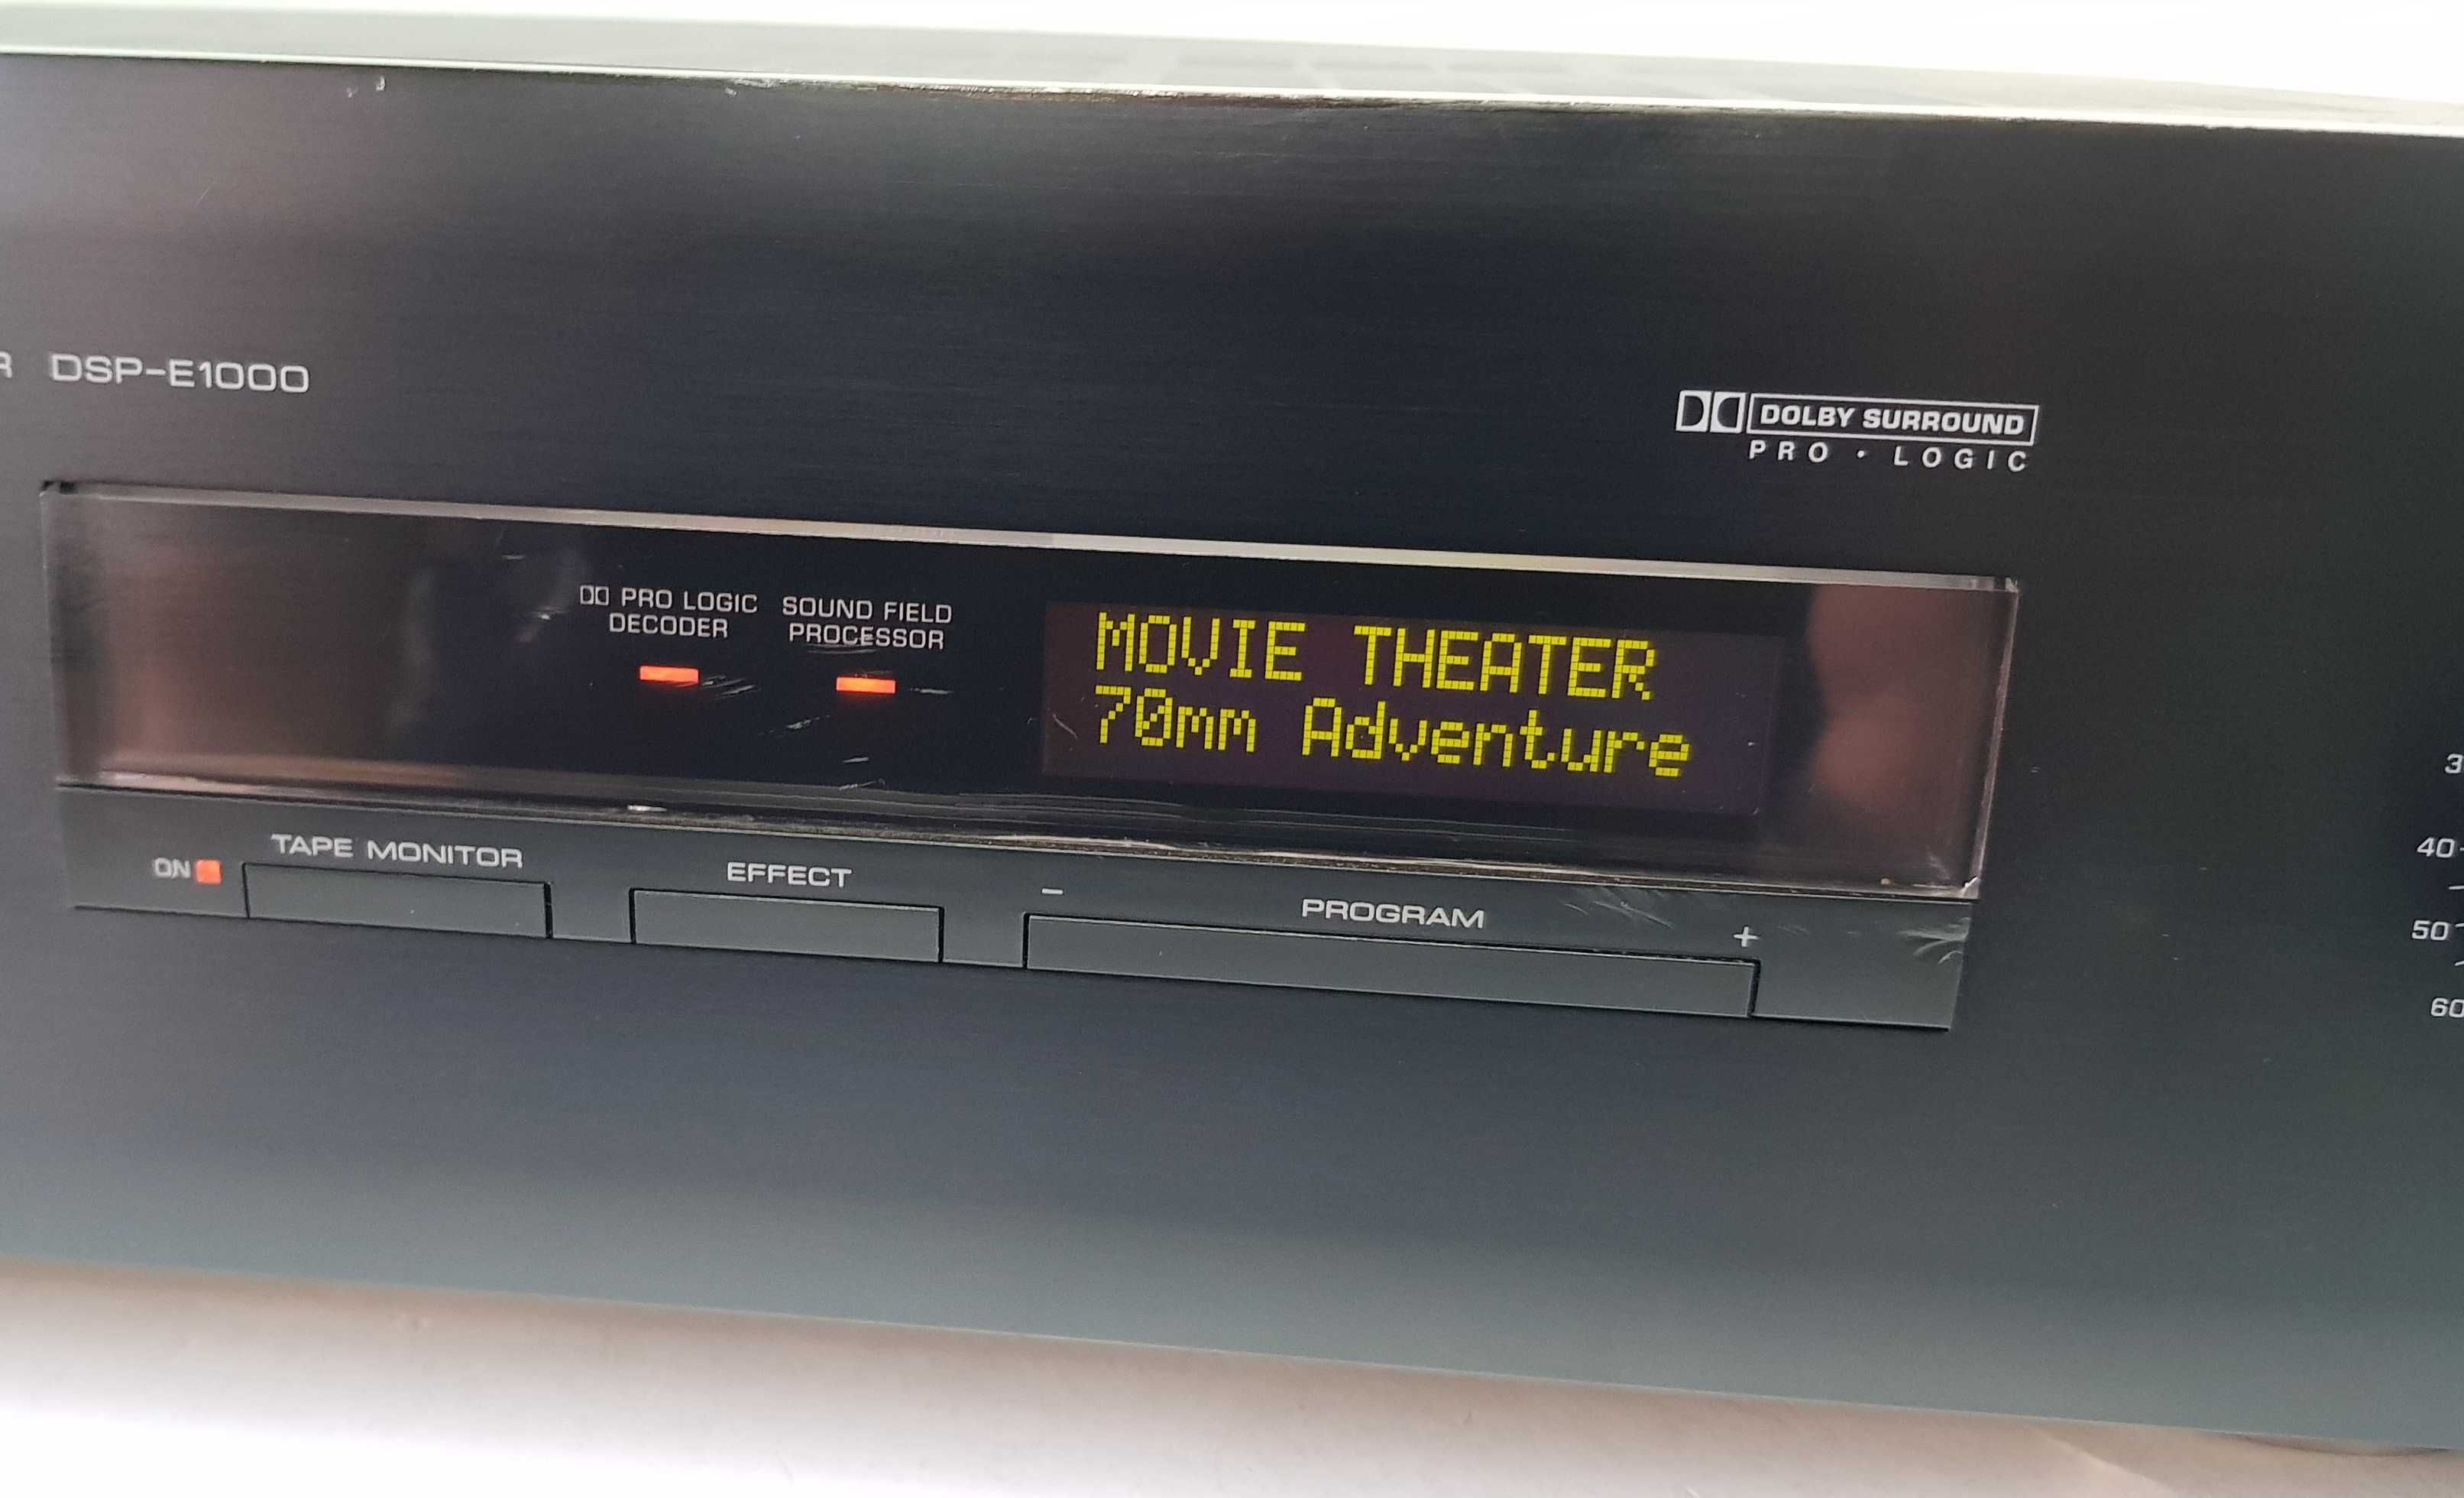 R DSP-E1000
DOLBY SURROUND
PRO · LOGIC
PRO LOGIC DECODER
SOUND FIELD PROCESSOR
MOVIE THEATER
70mm Adventure
ON
TAPE MONITOR
EFFECT
− PROGRAM +
3
40
50
60